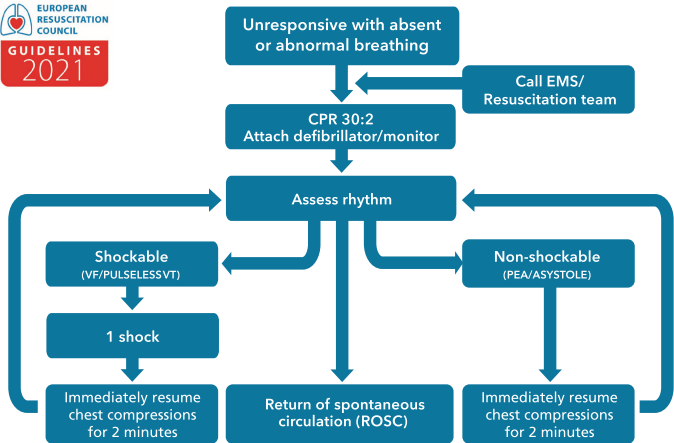 EUROPEAN
RESUSCITATION
COUNCIL
GUIDELINES
2021
Unresponsive with absent
or abnormal breathing
Call EMS/
Resuscitation team
CPR 30:2
Attach defibrillator/monitor
Assess rhythm
Shockable
(VF/PULSELESSVT)
Non-shockable
(PEA/ASYSTOLE)
1 shock
Immediately resume
chest compressions
for 2 minutes
Return of spontaneous
circulation (ROSC)
Immediately resume
chest compressions
for 2 minutes